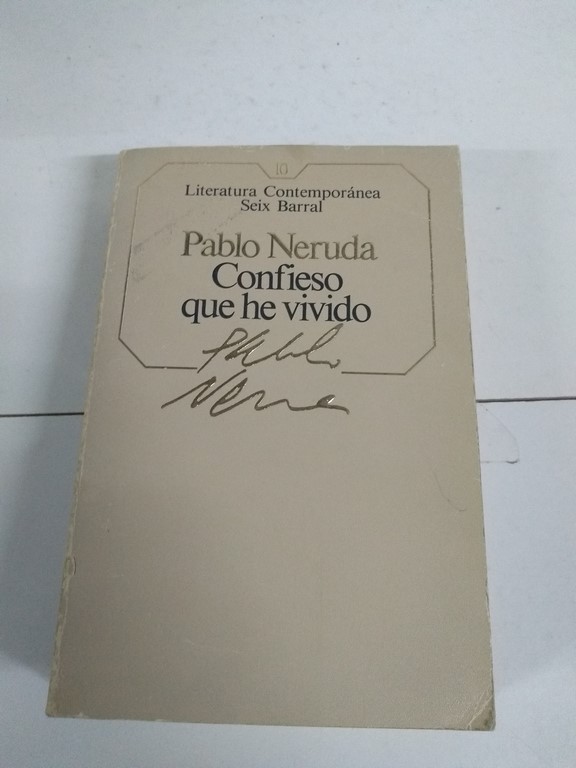 10
Literatura Contemporánea
Seix Barral
Pablo Neruda
Confieso
que he vivido
Pablo
Neruda